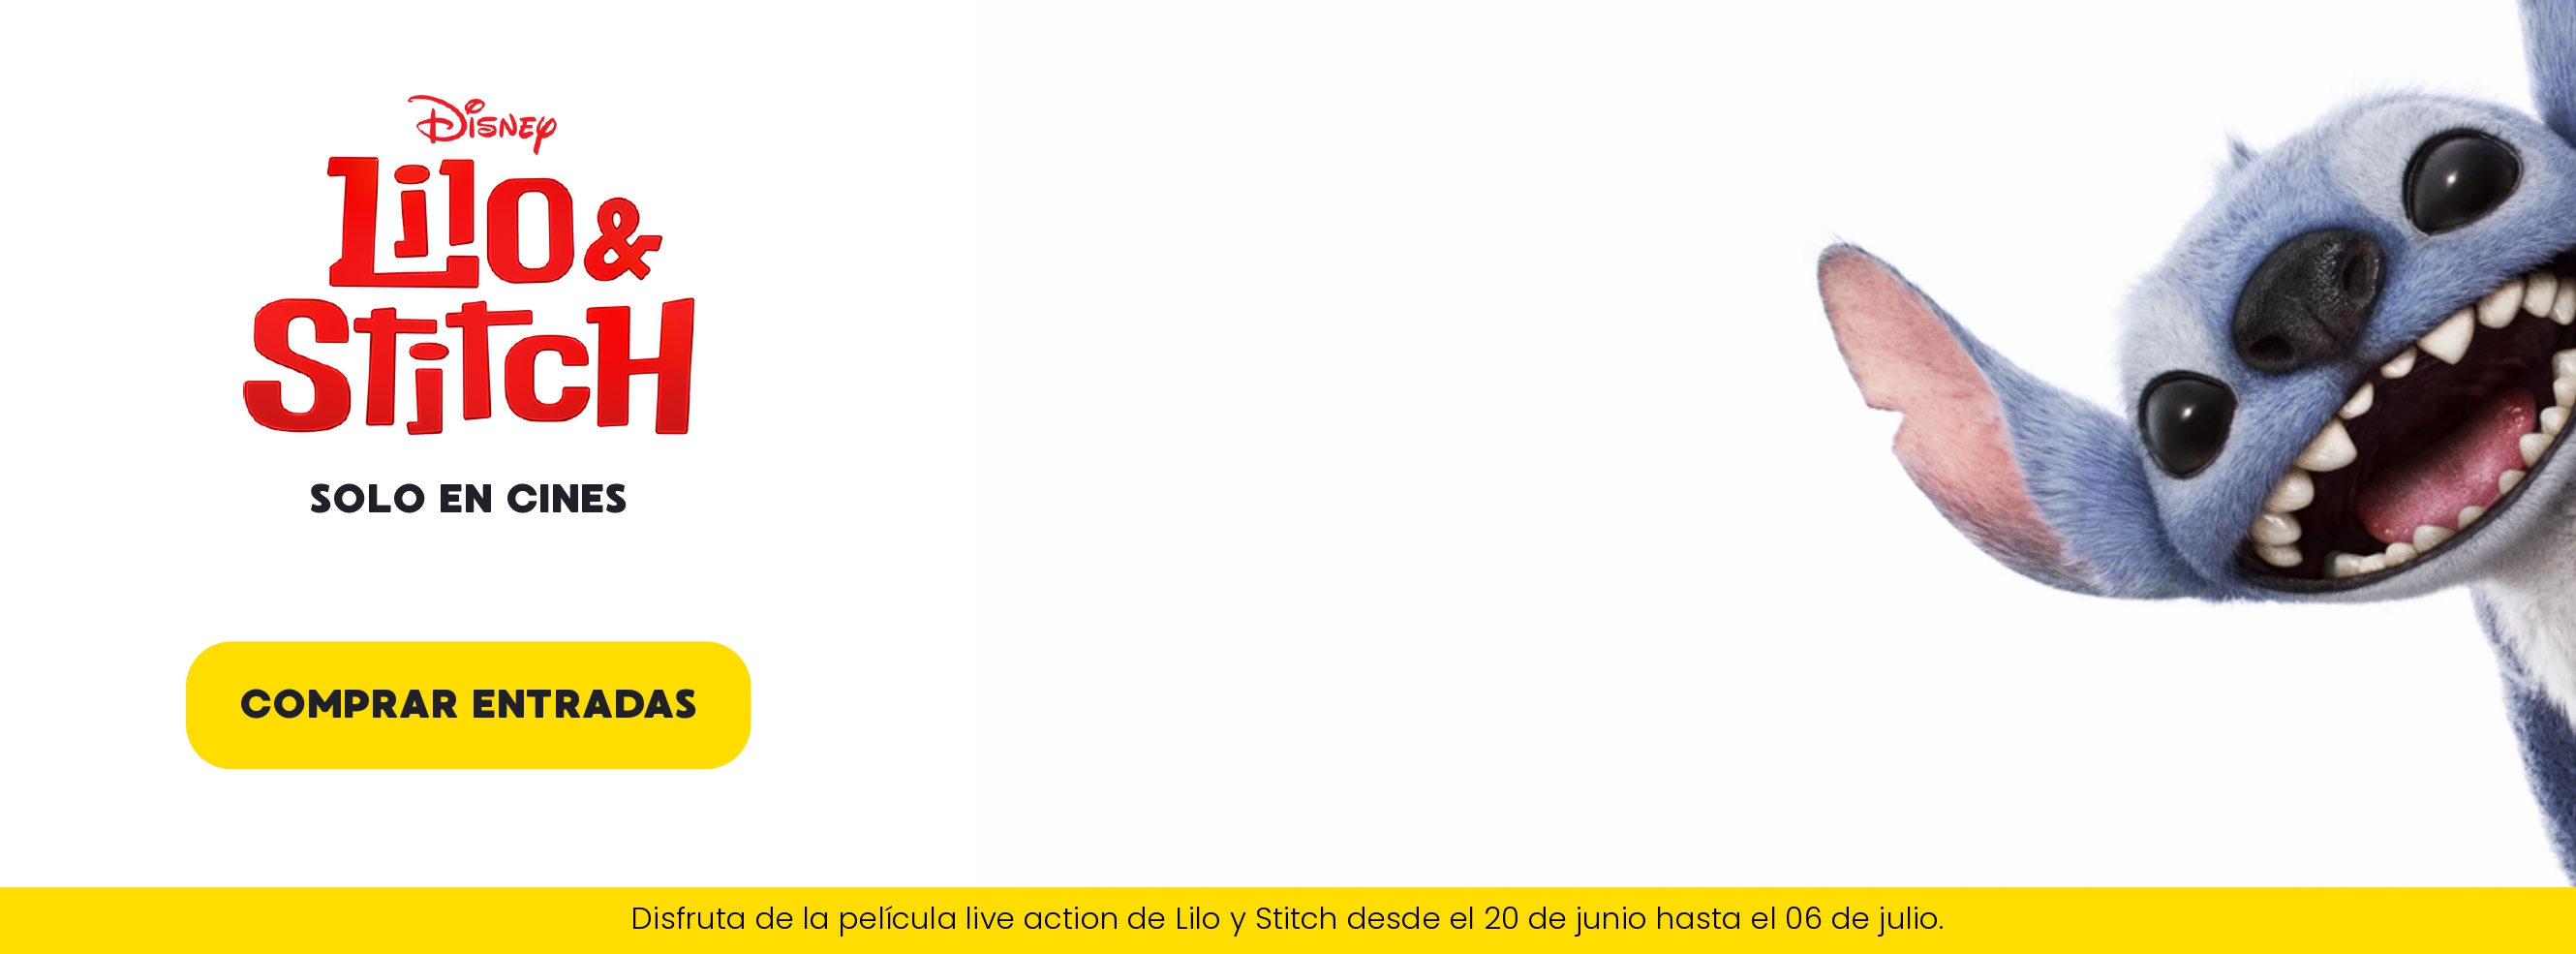 Disney
Lilo &
Stitch
SOLO EN CINES
COMPRAR ENTRADAS
Disfruta de la película live action de Lilo y Stitch desde el 20 de junio hasta el 06 de julio.